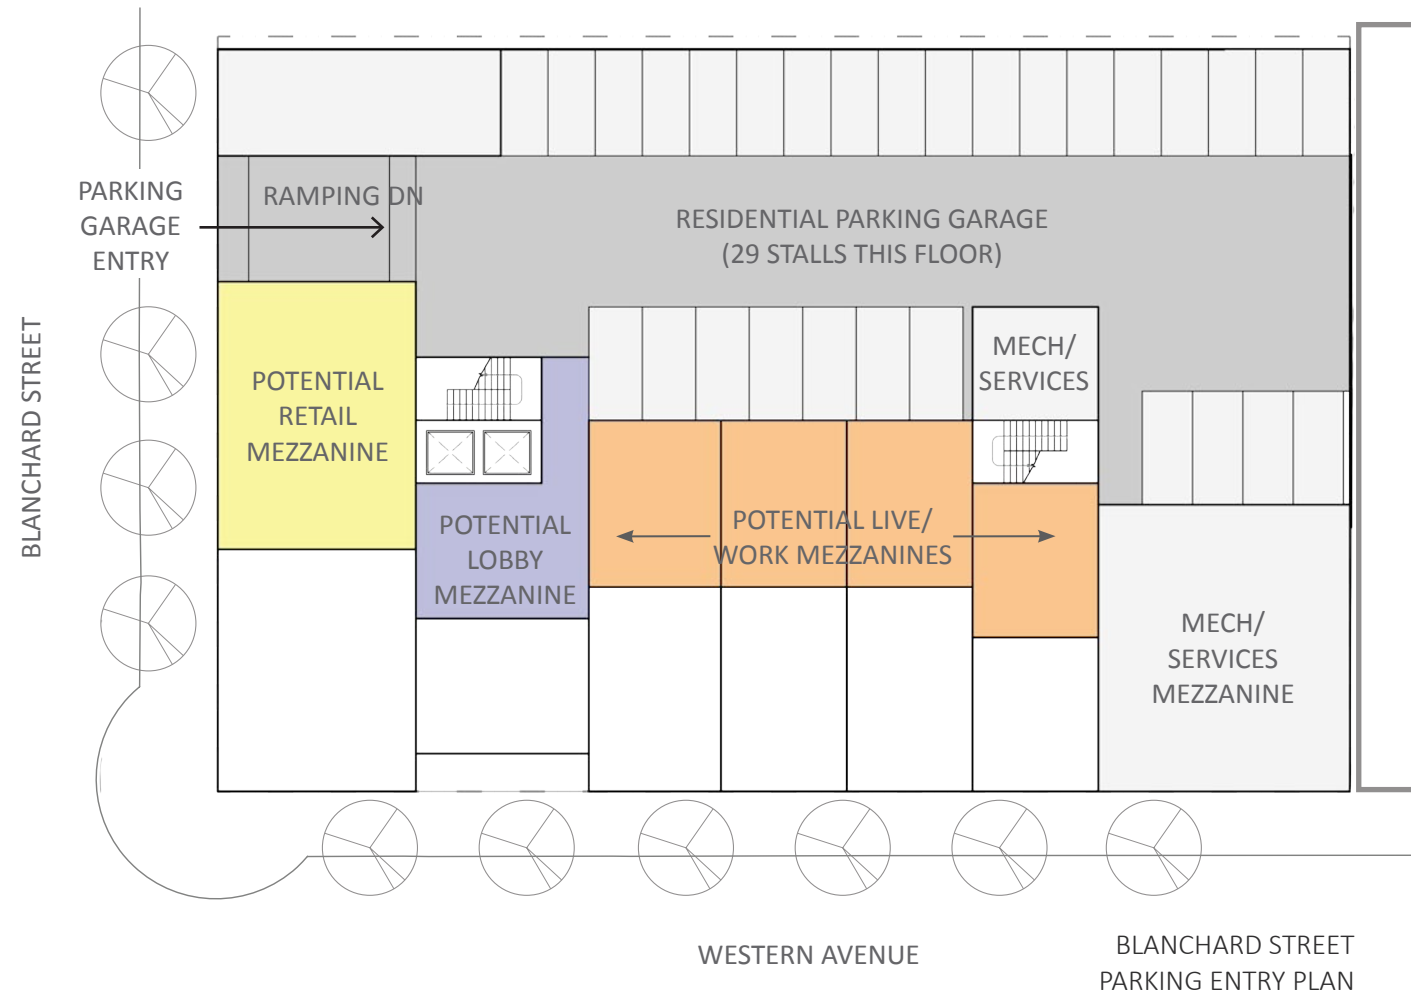 PARKING
GARAGE
ENTRY
RAMPING DN
RESIDENTIAL PARKING GARAGE
(29 STALLS THIS FLOOR)
BLANCHARD STREET
POTENTIAL
RETAIL
MEZZANINE
MECH/
SERVICES
POTENTIAL
LOBBY
MEZZANINE
POTENTIAL LIVE/
WORK MEZZANINES
MECH/
SERVICES
MEZZANINE
WESTERN AVENUE
BLANCHARD STREET
PARKING ENTRY PLAN